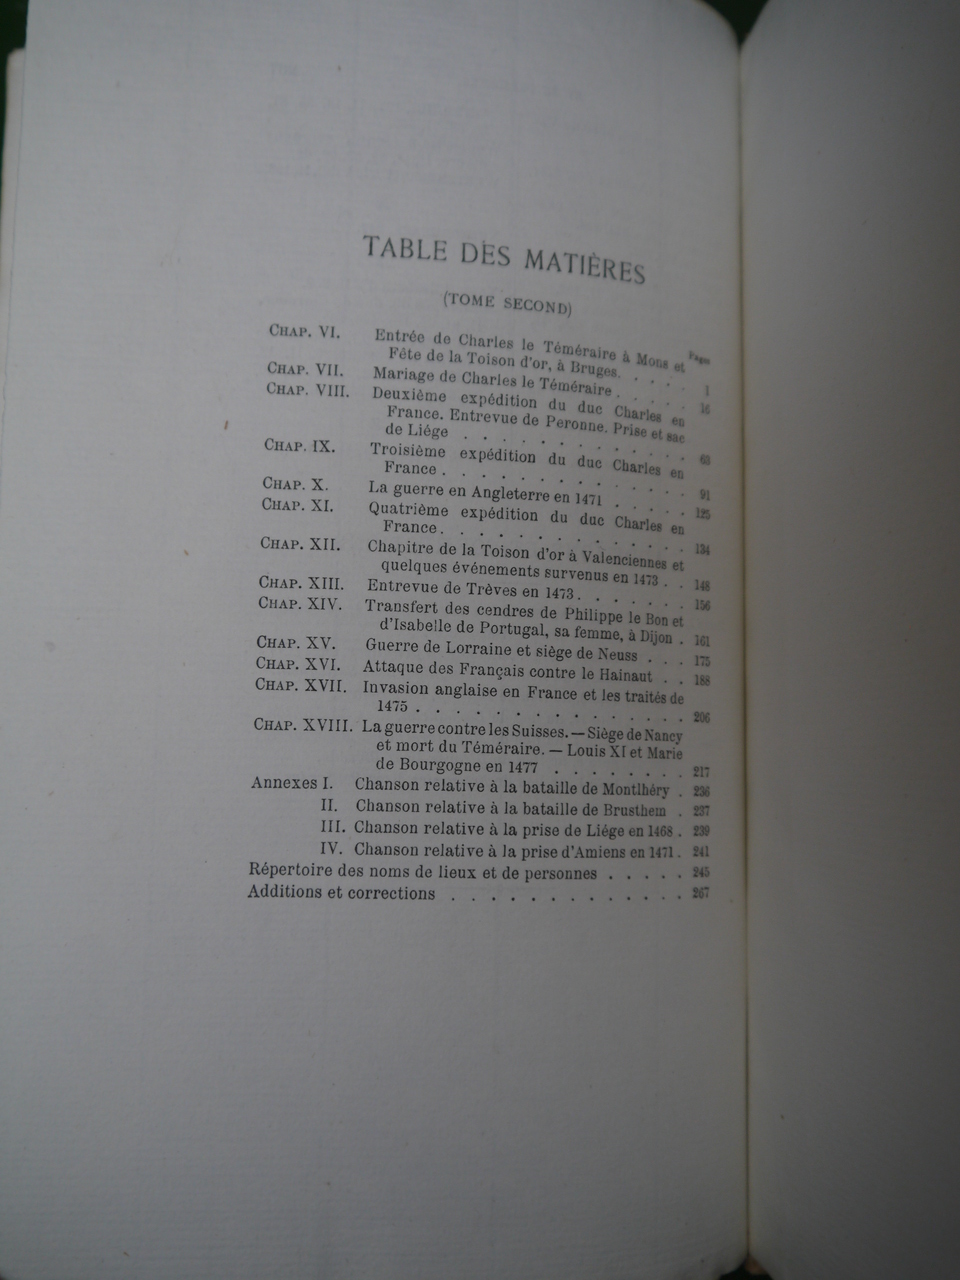 TABLE DES MATIÈRES
(TOME SECOND)
Pages
CHAP. VI. Entrée de Charles le Téméraire à Mons et
Fête de la Toison d'or, à Bruges. . . . . 1
CHAP. VII. Mariage de Charles le Téméraire . . . . . 16
CHAP. VIII. Deuxième expédition du duc Charles en
France. Entrevue de Peronne. Prise et sac
de Liége . . . . . . . . . . . . 63
CHAP. IX. Troisième expédition du duc Charles en
France . . . . . . . . . . . . . 91
CHAP. X. La guerre en Angleterre en 1471 . . . . . 125
CHAP. XI. Quatrième expédition du duc Charles en
France. . . . . . . . . . . . . . 134
CHAP. XII. Chapitre de la Toison d'or à Valenciennes et
quelques événements survenus en 1473 . . 148
CHAP. XIII. Entrevue de Trêves en 1473. . . . . . . 156
CHAP. XIV. Transfert des cendres de Philippe le Bon et
d'Isabelle de Portugal, sa femme, à Dijon . 161
CHAP. XV. Guerre de Lorraine et siège de Neuss . . . 175
CHAP. XVI. Attaque des Français contre le Hainaut . . 188
CHAP. XVII. Invasion anglaise en France et les traités de
1475 . . . . . . . . . . . . . . 206
CHAP. XVIII. La guerre contre les Suisses. — Siège de Nancy
et mort du Téméraire. — Louis XI et Marie
de Bourgogne en 1477 . . . . . . . . 217
Annexes I. Chanson relative à la bataille de Montlhéry . 236
II. Chanson relative à la bataille de Brusthem . 237
III. Chanson relative à la prise de Liége en 1468 . 239
IV. Chanson relative à la prise d'Amiens en 1471 . 241
Répertoire des noms de lieux et de personnes . . . . . 245
Additions et corrections . . . . . . . . . . . . . 267